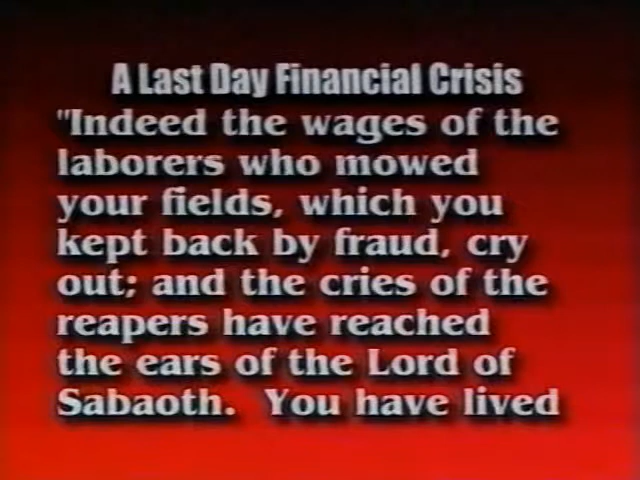 A Last Day Financial Crisis
"Indeed the wages of the
laborers who mowed
your fields, which you
kept back by fraud, cry
out; and the cries of the
reapers have reached
the ears of the Lord of
Sabaoth.  You have lived